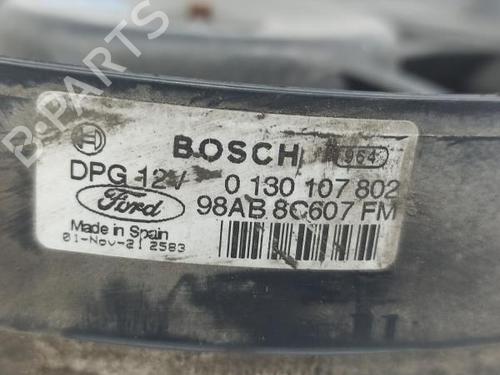 B-PARTS
BOSCH 964
DPG 12V 0 130 107 802
Ford 98AB 8C607 FM
Made in Spain
01-Nov-21 2583